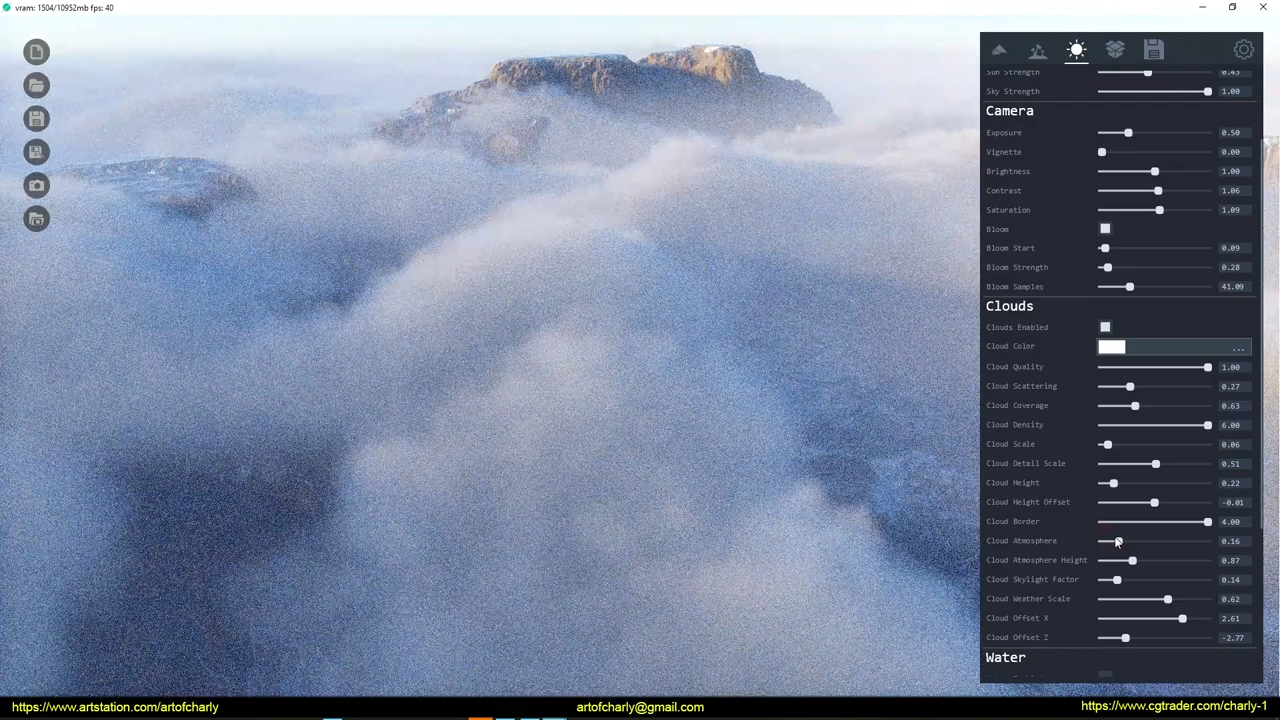 vram: 1504/10952mb fps: 40
Sun Strength 0.43
Sky Strength 1.00
Camera
Exposure 0.50
Vignette 0.00
Brightness 1.00
Contrast 1.06
Saturation 1.09
Bloom
Bloom Start 0.09
Bloom Strength 0.28
Bloom Samples 41.09
Clouds
Clouds Enabled
Cloud Color ...
Cloud Quality 1.00
Cloud Scattering 0.27
Cloud Coverage 0.63
Cloud Density 6.00
Cloud Scale 0.06
Cloud Detail Scale 0.51
Cloud Height 0.22
Cloud Height Offset -0.01
Cloud Border 4.00
Cloud Atmosphere 0.16
Cloud Atmosphere Height 0.87
Cloud Skylight Factor 0.14
Cloud Weather Scale 0.62
Cloud Offset X 2.61
Cloud Offset Z -2.77
Water
https://www.artstation.com/artofcharly artofcharly@gmail.com https://www.cgtrader.com/charly-1